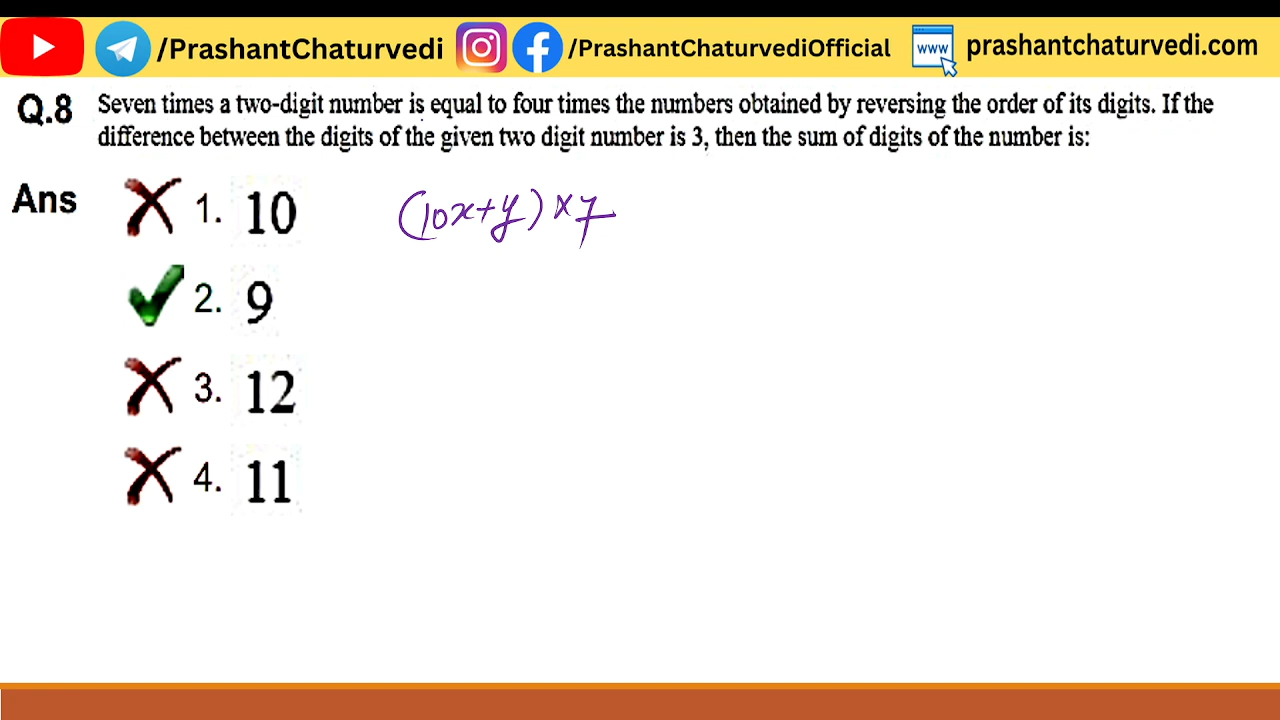 /PrashantChaturvedi /PrashantChaturvediOfficial www prashantchaturvedi.com
Q.8 Seven times a two-digit number is equal to four times the numbers obtained by reversing the order of its digits. If the
difference between the digits of the given two digit number is 3, then the sum of digits of the number is:
Ans 1. 10 (10x+y)×7
2. 9
3. 12
4. 11